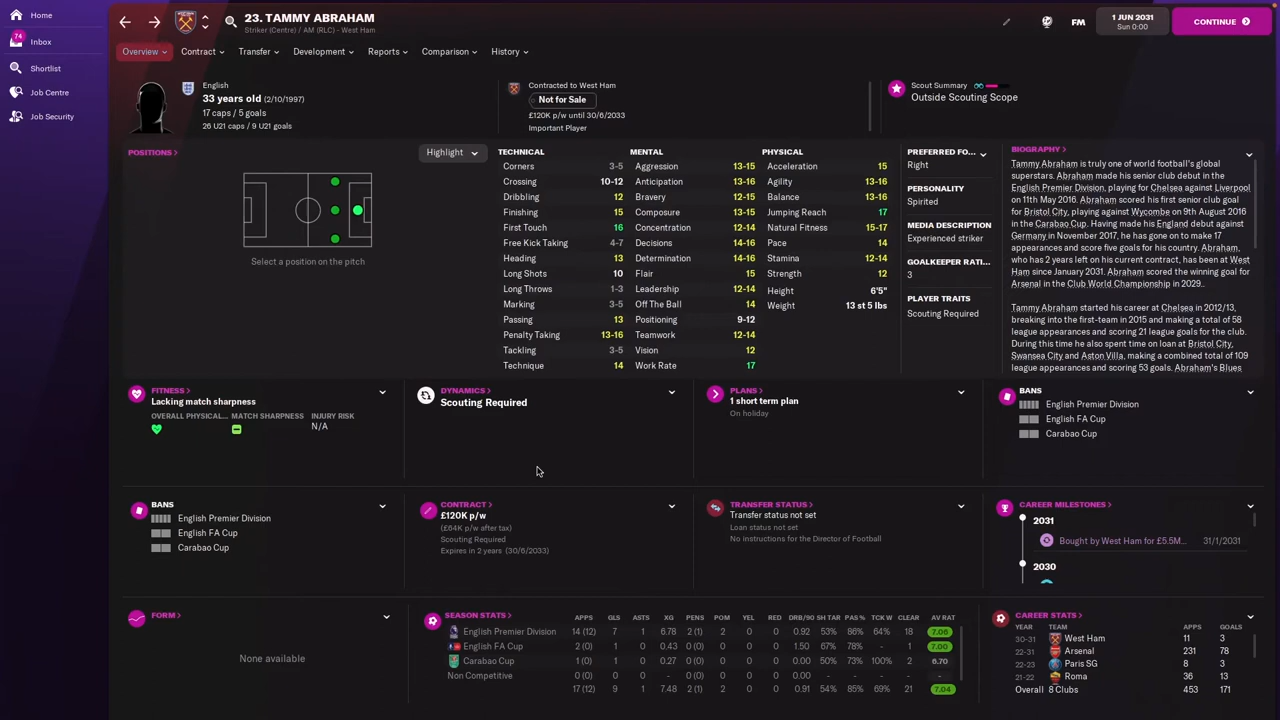 Home
74
Inbox
Shortlist
Job Centre
Job Security
23. TAMMY ABRAHAM
Striker (Centre) / AM (RLC) - West Ham
FM
1 JUN 2031
Sun 0:00
CONTINUE
Overview
Contract
Transfer
Development
Reports
Comparison
History
English
33 years old (2/10/1997)
17 caps / 5 goals
26 U21 caps / 9 U21 goals
Contracted to West Ham
Not for Sale
£120K p/w until 30/6/2033
Important Player
Scout Summary
Outside Scouting Scope
POSITIONS >
Highlight
Select a position on the pitch
TECHNICAL
Corners 3-5
Crossing 10-12
Dribbling 12
Finishing 15
First Touch 16
Free Kick Taking 4-7
Heading 13
Long Shots 10
Long Throws 1-3
Marking 3-5
Passing 13
Penalty Taking 13-16
Tackling 3-5
Technique 14
MENTAL
Aggression 13-15
Anticipation 13-16
Bravery 12-15
Composure 13-15
Concentration 12-14
Decisions 14-16
Determination 14-16
Flair 15
Leadership 12-14
Off The Ball 14
Positioning 9-12
Teamwork 12-14
Vision 12
Work Rate 17
PHYSICAL
Acceleration 15
Agility 13-16
Balance 13-16
Jumping Reach 17
Natural Fitness 15-17
Pace 14
Stamina 12-14
Strength 12
Height 6'5"
Weight 13 st 5 lbs
PREFERRED FO...
Right
PERSONALITY
Spirited
MEDIA DESCRIPTION
Experienced striker
GOALKEEPER RATI...
3
PLAYER TRAITS
Scouting Required
BIOGRAPHY >
Tammy Abraham is truly one of world football's global
superstars. Abraham made his senior club debut in the
English Premier Division, playing for Chelsea against Liverpool
on 11th May 2016. Abraham scored his first senior club goal
for Bristol City, playing against Wycombe on 9th August 2016
in the Carabao Cup. Having made his England debut against
Germany in November 2017, he has gone on to make 17
appearances and score five goals for his country. Abraham,
who has 2 years left on his current contract, has been at West
Ham since January 2031. Abraham scored the winning goal for
Arsenal in the Club World Championship in 2029..
Tammy Abraham started his career at Chelsea in 2012/13,
breaking into the first-team in 2015 and making a total of 58
league appearances and scoring 21 league goals for the club.
During this time he also spent time on loan at Bristol City,
Swansea City and Aston Villa, making a combined total of 109
league appearances and scoring 53 goals. Abraham's Blues
FITNESS >
Lacking match sharpness
OVERALL PHYSICAL... MATCH SHARPNESS INJURY RISK
N/A
DYNAMICS >
Scouting Required
PLANS >
1 short term plan
On holiday
BANS
English Premier Division
English FA Cup
Carabao Cup
BANS
English Premier Division
English FA Cup
Carabao Cup
CONTRACT >
£120K p/w
(£64K p/w after tax)
Scouting Required
Expires in 2 years (30/6/2033)
TRANSFER STATUS >
Transfer status not set
Loan status not set
No instructions for the Director of Football
CAREER MILESTONES >
2031
Bought by West Ham for £5.5M... 31/1/2031
2030
FORM >
None available
SEASON STATS > APPS GLS ASTS XG PENS POM YEL RED DRB/90 SH TAR PAS % TCK W CLEAR AV RAT
English Premier Division 14 (12) 7 1 6.78 2 (1) 2 0 0 0.92 53% 86% 64% 18 7.06
English FA Cup 2 (0) 1 0 0.43 0 (0) 0 0 0 1.50 67% 78% - 1 7.00
Carabao Cup 1 (0) 1 0 0.27 0 (0) 0 0 0 0.00 50% 73% 100% 2 6.70
Non Competitive 0 (0) 0 0 - 0 (0) 0 0 0 0.00 - - - 0 -
17 (12) 9 1 7.48 2 (1) 2 0 0 0.91 54% 85% 69% 21 7.04
CAREER STATS >
YEAR TEAM APPS GOALS
30-31 West Ham 11 3
22-31 Arsenal 231 78
22-23 Paris SG 8 3
21-22 Roma 36 13
Overall 8 Clubs 453 171